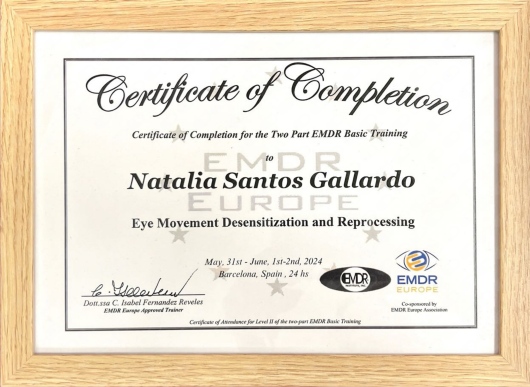 Certificate of Completion
Certificate of Completion for the Two Part EMDR Basic Training
to
EMDR
Natalia Santos Gallardo
EUROPE
Eye Movement Desensitization and Reprocessing
May, 31st - June, 1st-2nd, 2024
Barcelona, Spain , 24 hs
EMDR
EMDR
EUROPE
Dott.ssa C. Isabel Fernandez Reveles
EMDR Europe Approved Trainer
Co-sponsored by
EMDR Europe Association
Certificate of Attendance for Level II of the two-part EMDR Basic Training